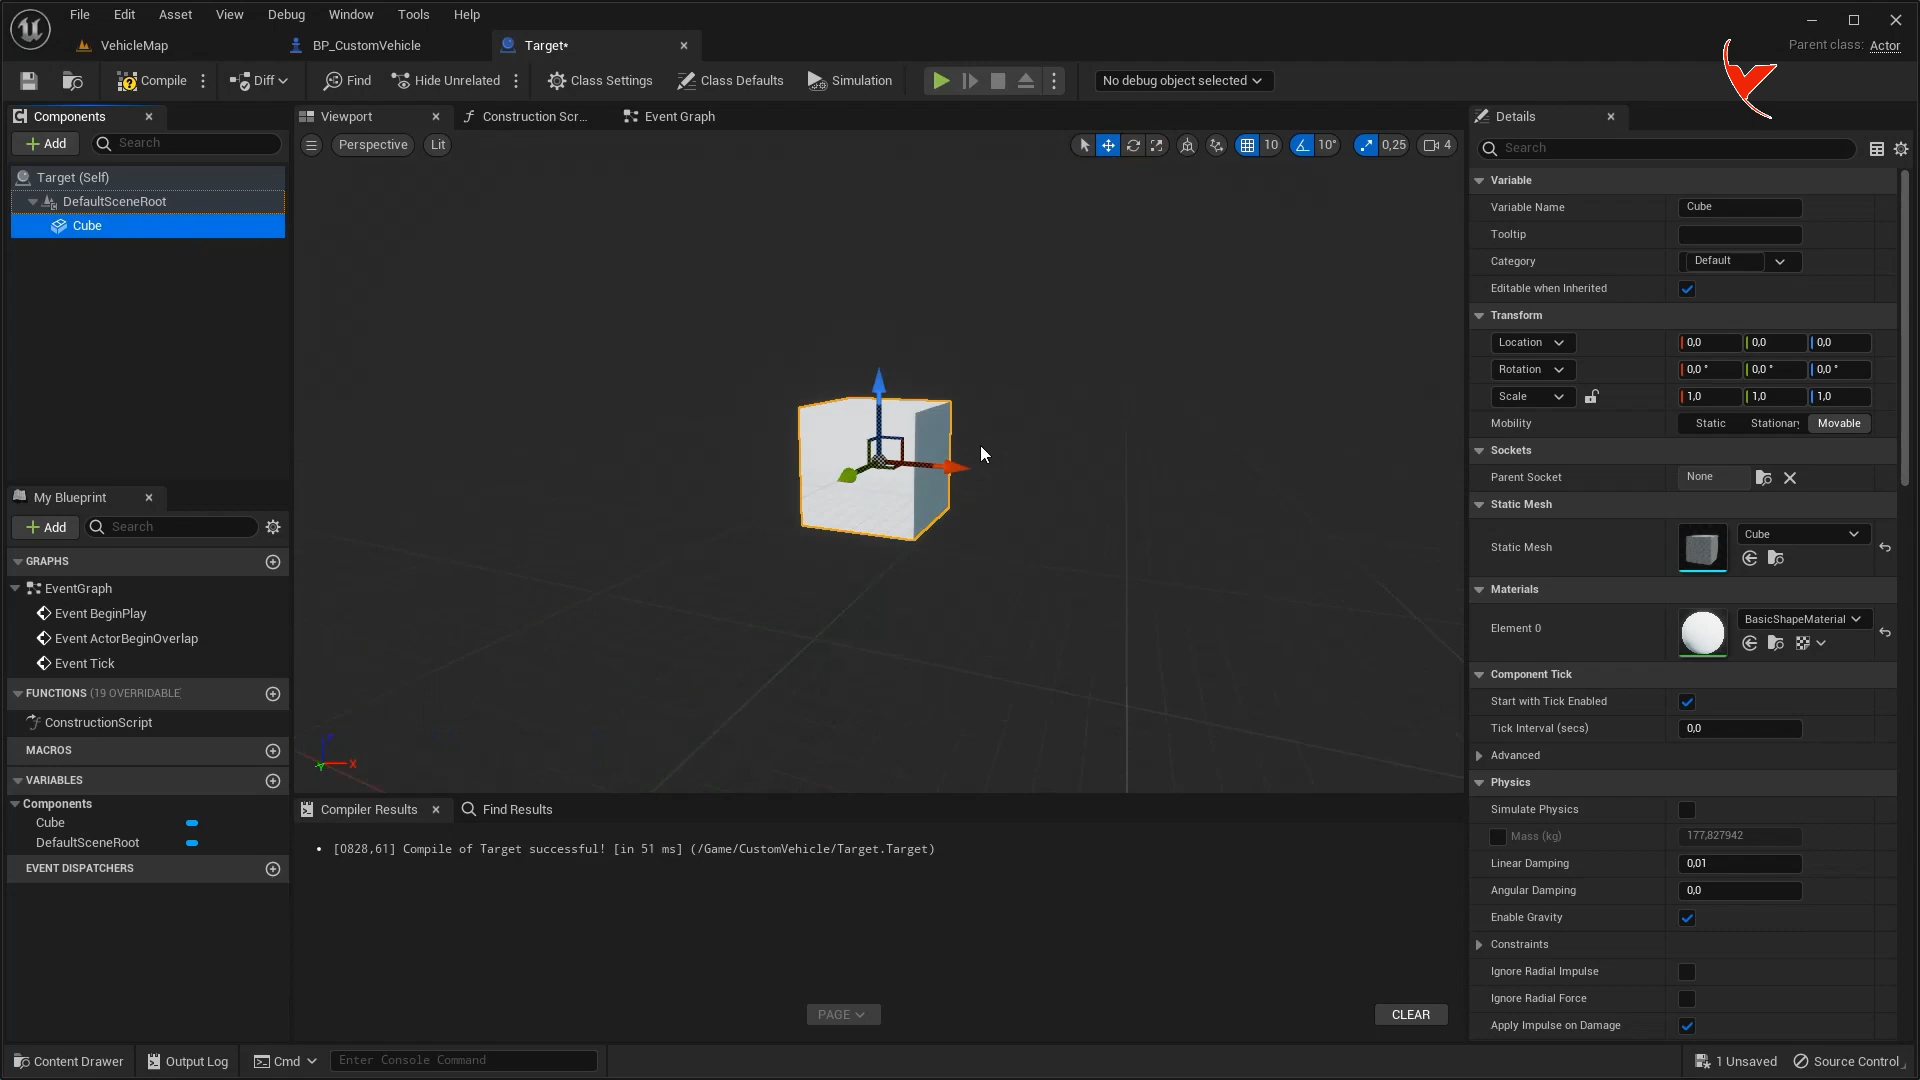 File Edit Asset View Debug Window Tools Help
VehicleMap BP_CustomVehicle Target* Parent class: Actor
Compile Diff Find Hide Unrelated Class Settings Class Defaults Simulation No debug object selected
Components
Add Search
Target (Self)
DefaultSceneRoot
Cube
My Blueprint
Add Search
GRAPHS
EventGraph
Event BeginPlay
Event ActorBeginOverlap
Event Tick
FUNCTIONS (19 OVERRIDABLE
ConstructionScript
MACROS
VARIABLES
Components
Cube
DefaultSceneRoot
EVENT DISPATCHERS
Viewport Construction Scr... Event Graph
Perspective Lit 10 10° 0,25 4
X
Compiler Results Find Results
• [0828,61] Compile of Target successful! [in 51 ms] (/Game/CustomVehicle/Target.Target)
PAGE CLEAR
Details
Search
Variable
Variable Name Cube
Tooltip
Category Default
Editable when Inherited
Transform
Location 0,0 0,0 0,0
Rotation 0,0 ° 0,0 ° 0,0 °
Scale 1,0 1,0 1,0
Mobility Static Stationary Movable
Sockets
Parent Socket None
Static Mesh
Static Mesh Cube
Materials
Element 0 BasicShapeMaterial
Component Tick
Start with Tick Enabled
Tick Interval (secs) 0,0
Advanced
Physics
Simulate Physics
Mass (kg) 177,827942
Linear Damping 0,01
Angular Damping 0,0
Enable Gravity
Constraints
Ignore Radial Impulse
Ignore Radial Force
Apply Impulse on Damage
Content Drawer Output Log Cmd Enter Console Command 1 Unsaved Source Control